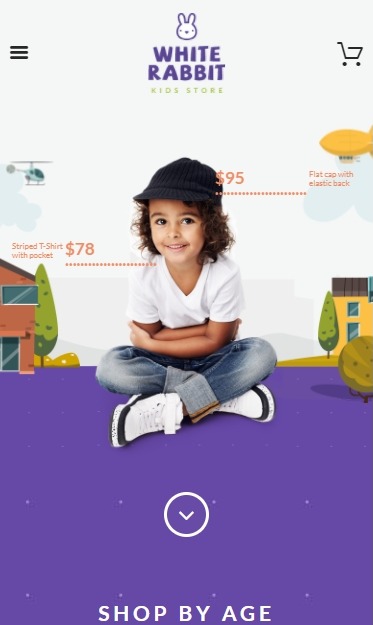 WHITE
RABBIT
KIDS STORE
$95
Flat cap with
elastic back
Striped T-Shirt
with pocket
$78
SHOP BY AGE